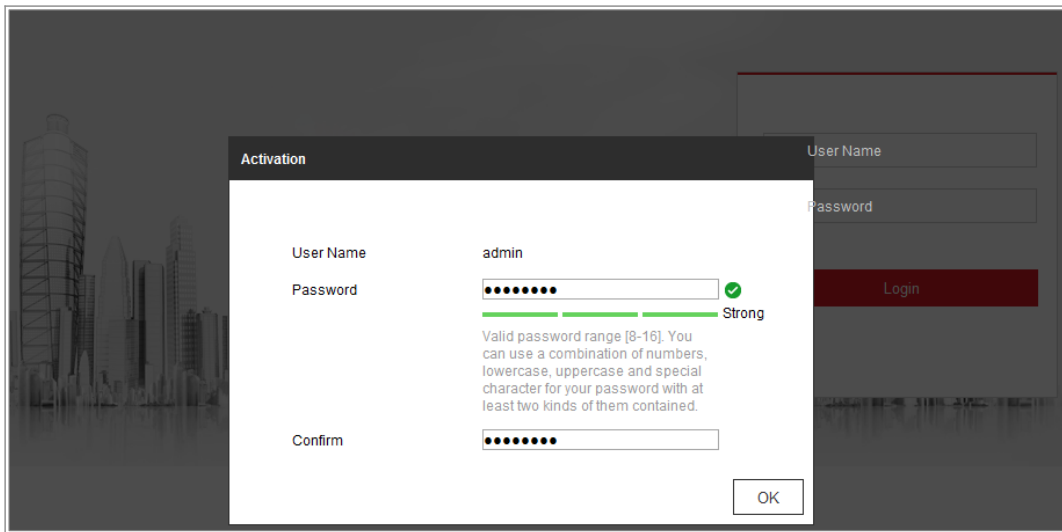 Activation
User Name
Password
Login
User Name admin
Password ••••••••
Strong
Valid password range [8-16]. You
can use a combination of numbers,
lowercase, uppercase and special
character for your password with at
least two kinds of them contained.
Confirm ••••••••
OK